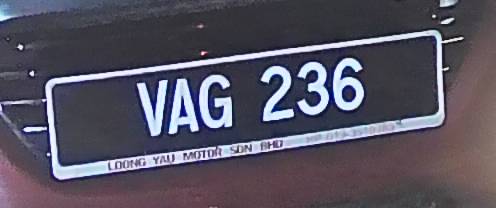 VAG 236
LOONG YAU MOTOR SDN BHD